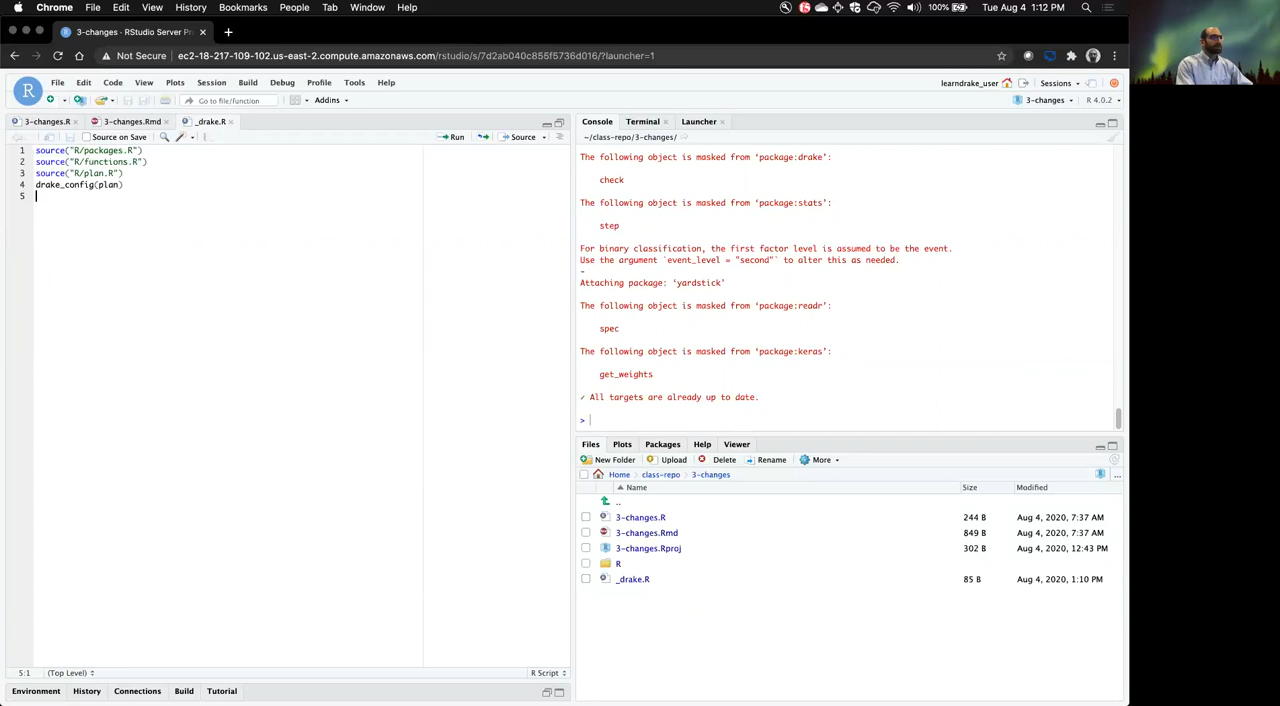 Chrome File Edit View History Bookmarks People Tab Window Help 100% Tue Aug 4 1:12 PM
3-changes - RStudio Server Pr
Not Secure ec2-18-217-109-102.us-east-2.compute.amazonaws.com/rstudio/s/7d2ab040c855f5736d016/?launcher=1
R File Edit Code View Plots Session Build Debug Profile Tools Help learndrake_user Sessions
Go to file/function Addins 3-changes R 4.0.2
3-changes.R 3-changes.Rmd _drake.R
Source on Save Run Source
1 source("R/packages.R")
2 source("R/functions.R")
3 source("R/plan.R")
4 drake_config(plan)
5
5:1 (Top Level) R Script
Environment History Connections Build Tutorial
Console Terminal Launcher
~/class-repo/3-changes/
The following object is masked from ‘package:drake’:
check
The following object is masked from ‘package:stats’:
step
For binary classification, the first factor level is assumed to be the event.
Use the argument `event_level = "second"` to alter this as needed.
-
Attaching package: ‘yardstick’
The following object is masked from ‘package:readr’:
spec
The following object is masked from ‘package:keras’:
get_weights
✓ All targets are already up to date.
>
Files Plots Packages Help Viewer
New Folder Upload Delete Rename More
Home class-repo 3-changes ...
Name Size Modified
..
3-changes.R 244 B Aug 4, 2020, 7:37 AM
3-changes.Rmd 849 B Aug 4, 2020, 7:37 AM
3-changes.Rproj 302 B Aug 4, 2020, 12:43 PM
R
_drake.R 85 B Aug 4, 2020, 1:10 PM